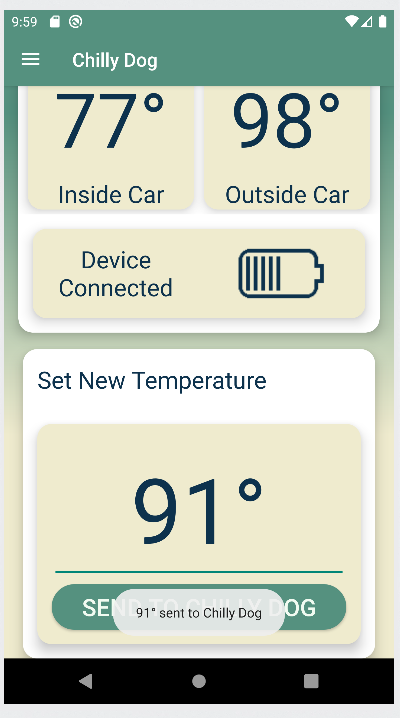 9:59
Chilly Dog
77° 98°
Inside Car Outside Car
Device
Connected
Set New Temperature
91°
SEND TO CHILLY DOG
91° sent to Chilly Dog